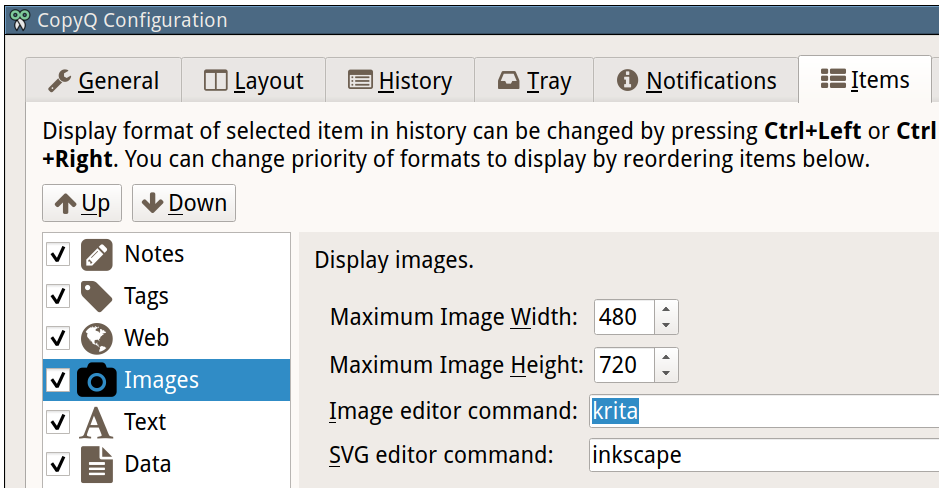 CopyQ Configuration
General Layout History Tray Notifications Items
Display format of selected item in history can be changed by pressing Ctrl+Left or Ctrl
+Right. You can change priority of formats to display by reordering items below.
Up Down
Notes
Tags
Web
Images
Text
Data
Display images.
Maximum Image Width: 480
Maximum Image Height: 720
Image editor command: krita
SVG editor command: inkscape